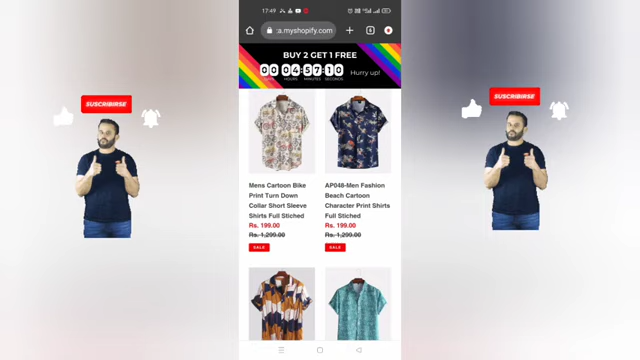 17:49
SUSCRIBIRSE
SUSCRIBIRSE
a.myshopify.com
BUY 2 GET 1 FREE
00 04:57:10 Hurry up!
HOURS MINUTES SECONDS
Mens Cartoon Bike
Print Turn Down
Collar Short Sleeve
Shirts Full Stiched
Rs. 199.00
Rs. 1,299.00
SALE
AP048-Men Fashion
Beach Cartoon
Character Print Shirts
Full Stitched
Rs. 199.00
Rs. 1,299.00
SALE